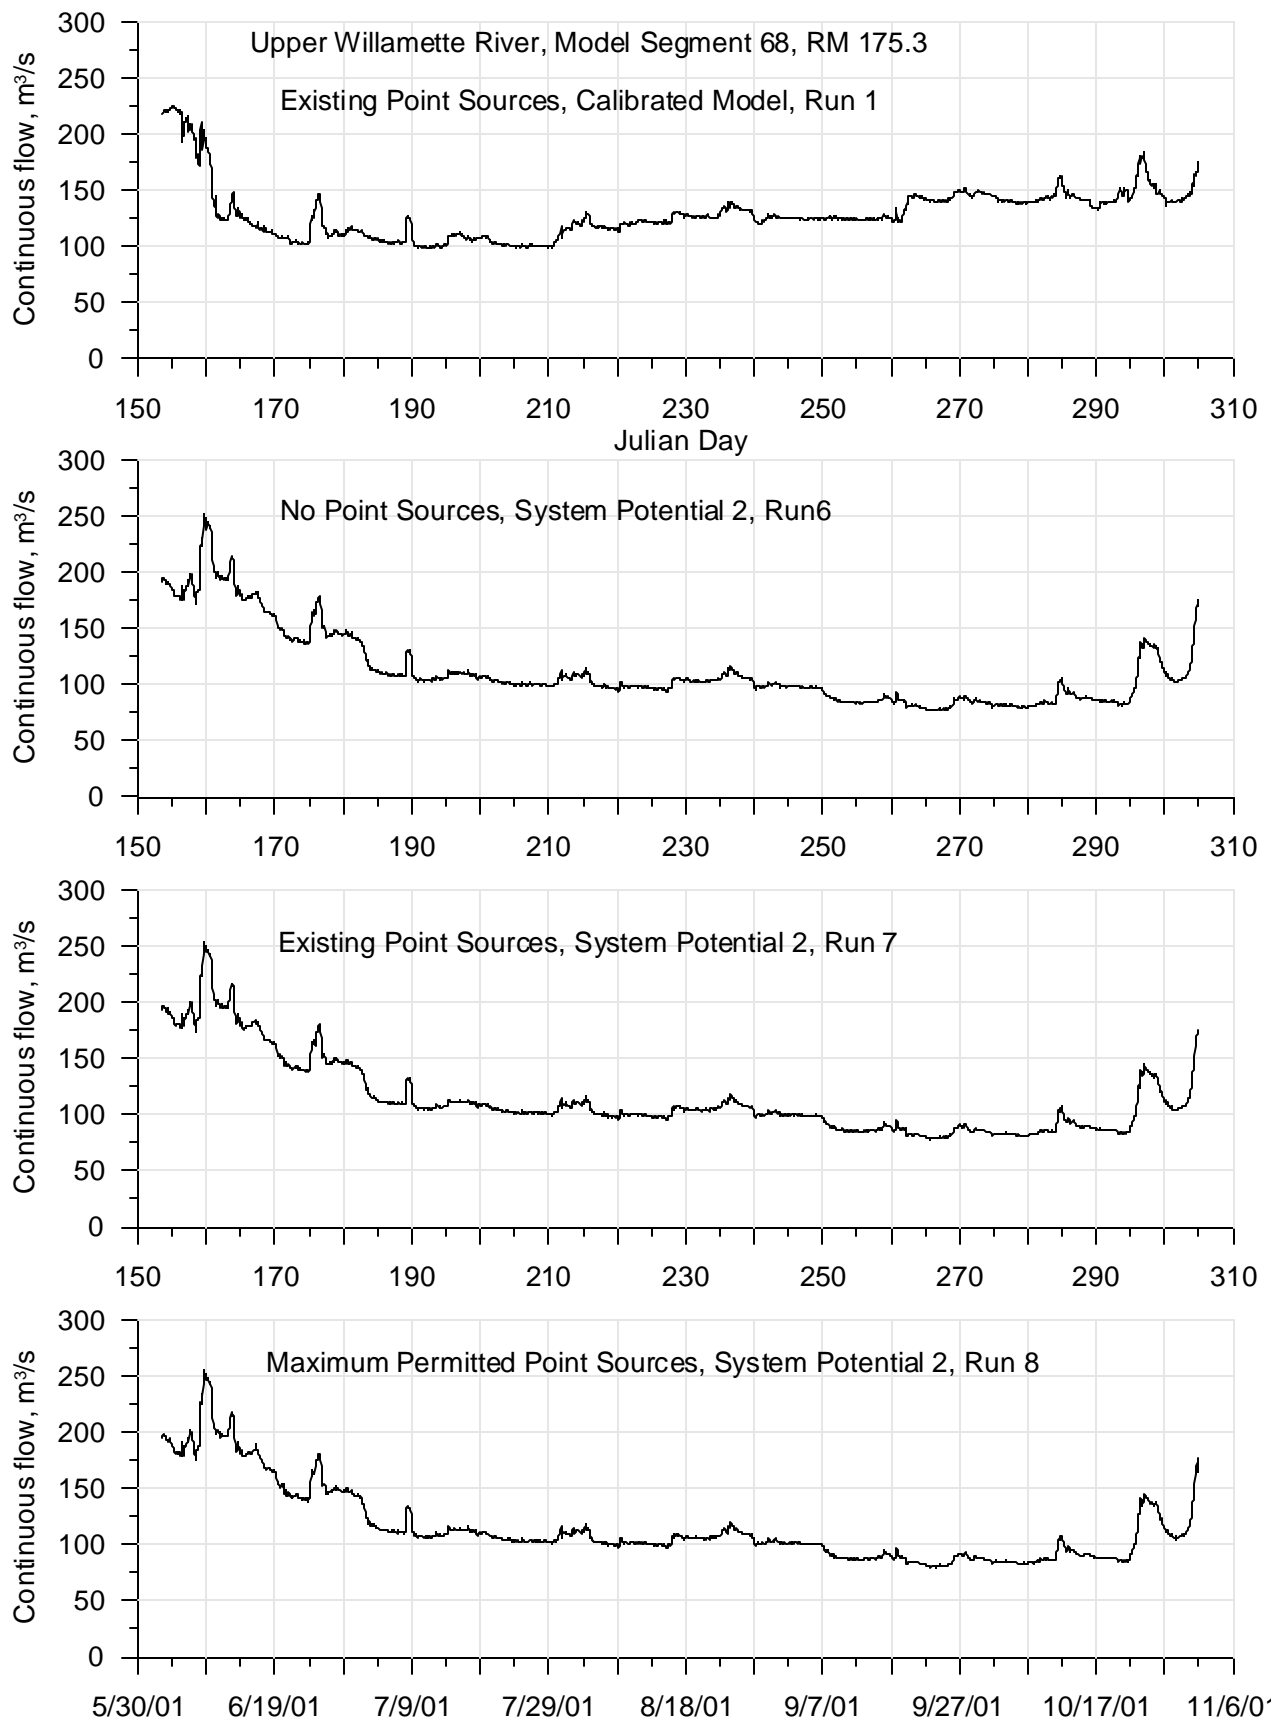 Upper Willamette River, Model Segment 68, RM 175.3
Existing Point Sources, Calibrated Model, Run 1
Continuous flow, m³/s
300
250
200
150
100
50
0
150 170 190 210 230 250 270 290 310
Julian Day
No Point Sources, System Potential 2, Run6
Continuous flow, m³/s
300
250
200
150
100
50
0
150 170 190 210 230 250 270 290 310
Existing Point Sources, System Potential 2, Run 7
Continuous flow, m³/s
300
250
200
150
100
50
0
150 170 190 210 230 250 270 290 310
Maximum Permitted Point Sources, System Potential 2, Run 8
Continuous flow, m³/s
300
250
200
150
100
50
0
5/30/01 6/19/01 7/9/01 7/29/01 8/18/01 9/7/01 9/27/01 10/17/01 11/6/01